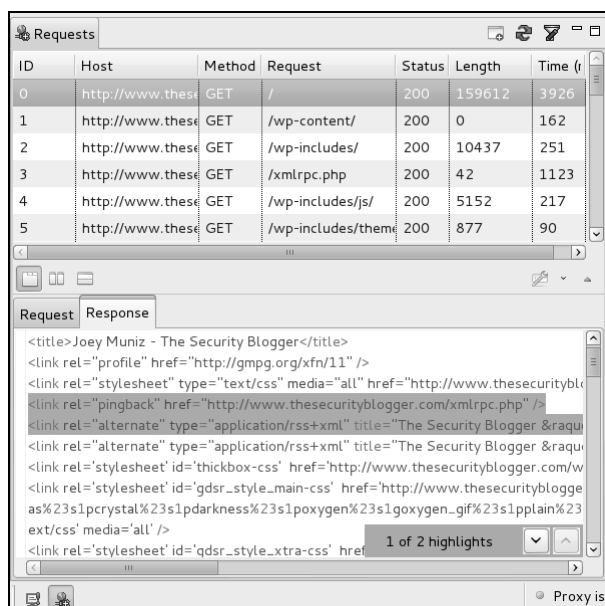 Requests
ID Host Method Request Status Length Time (r
0 http://www.these GET / 200 159612 3926
1 http://www.these GET /wp-content/ 200 0 162
2 http://www.these GET /wp-includes/ 200 10437 251
3 http://www.these GET /xmlrpc.php 200 42 1123
4 http://www.these GET /wp-includes/js/ 200 5152 217
5 http://www.these GET /wp-includes/theme 200 877 90
Request Response
<title>Joey Muniz - The Security Blogger</title>
<link rel="profile" href="http://gmpg.org/xfn/11" />
<link rel="stylesheet" type="text/css" media="all" href="http://www.thesecurityblo
<link rel="pingback" href="http://www.thesecurityblogger.com/xmlrpc.php" />
<link rel="alternate" type="application/rss+xml" title="The Security Blogger &raqu
<link rel="alternate" type="application/rss+xml" title="The Security Blogger &raqu
<link rel='stylesheet' id='thickbox-css'  href='http://www.thesecurityblogger.com/w
<link rel='stylesheet' id='gdsr_style_main-css'  href='http://www.thesecurityblogge
as%23s1pcrystal%23s1pdarkness%23s1poxygen%23s1goxygen_gif%23s1pplain%23
ext/css' media='all' />
<link rel='stylesheet' id='gdsr_style_xtra-css'  href
1 of 2 highlights
Proxy is